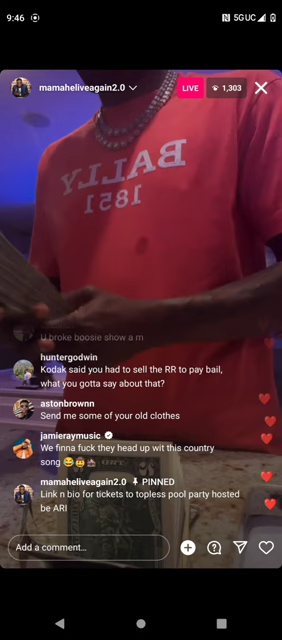 9:46
5GUC
mamaheliveagain2.0
LIVE
1,303
BALLY
1851
U broke boosie show a m
huntergodwin
Kodak said you had to sell the RR to pay bail,
what you gotta say about that?
astonbrownn
Send me some of your old clothes
jamieraymusic
We finna fuck they head up wit this country
song 😂🤠🎪
mamaheliveagain2.0 PINNED
Link n bio for tickets to topless pool party hosted
be ARI
Add a comment...